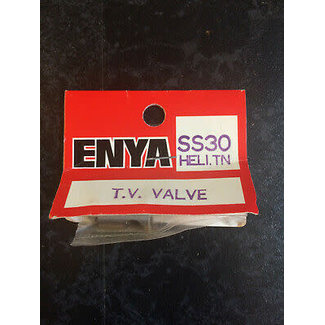 ENYA
SS30
HELI.TN
T.V. VALVE